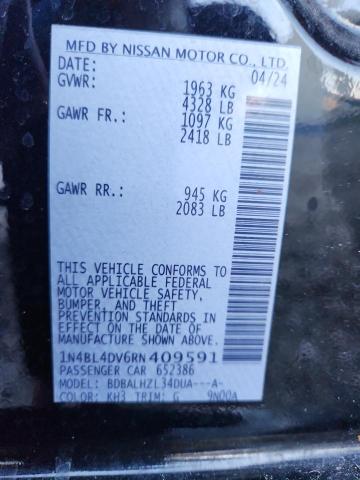 MFD BY NISSAN MOTOR CO., LTD.
DATE: 04/24
GVWR: 1963 KG
4328 LB
GAWR FR.: 1097 KG
2418 LB
GAWR RR.: 945 KG
2083 LB
THIS VEHICLE CONFORMS TO
ALL APPLICABLE FEDERAL
MOTOR VEHICLE SAFETY,
BUMPER, AND THEFT
PREVENTION STANDARDS IN
EFFECT ON THE DATE OF
MANUFACTURE SHOWN ABOVE.
1N4BL4DV6RN409591
PASSENGER CAR 652386
MODEL: BDBALHZL34DUA---A-
COLOR: KH3 TRIM: G 9N00A